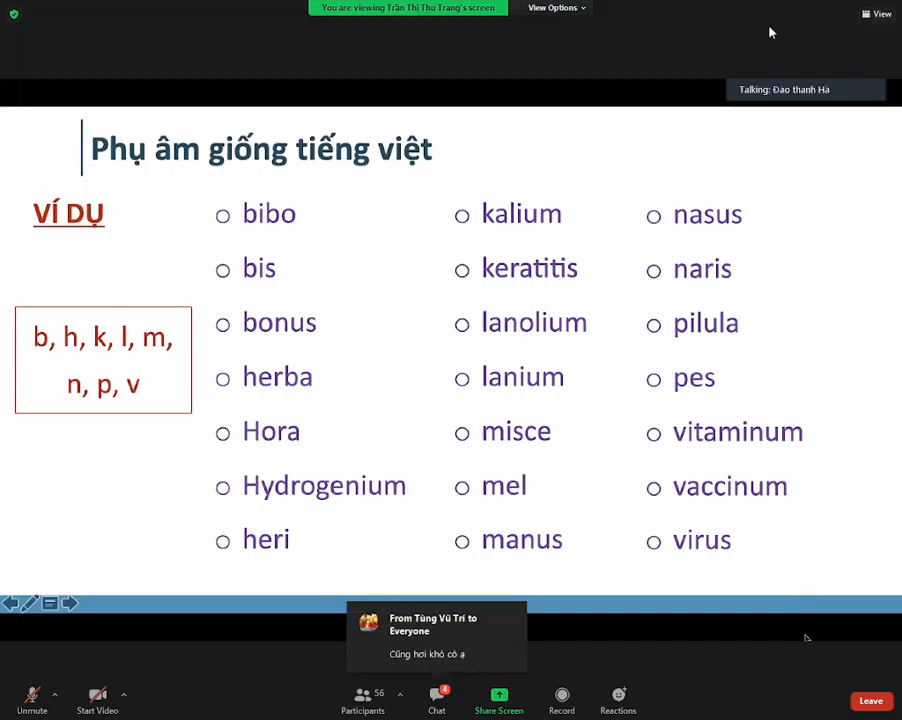 You are viewing Trần Thị Thu Trang's screen
View Options
View
Talking: Đào thanh Hà
Phụ âm giống tiếng việt
VÍ DỤ
b, h, k, l, m,
n, p, v
bibo
bis
bonus
herba
Hora
Hydrogenium
heri
kalium
keratitis
lanolium
lanium
misce
mel
manus
nasus
naris
pilula
pes
vitaminum
vaccinum
virus
From Tùng Vũ Trí to
Everyone
Cũng hơi khó cô ạ
Unmute
Start Video
56
Participants
4
Chat
Share Screen
Record
Reactions
Leave